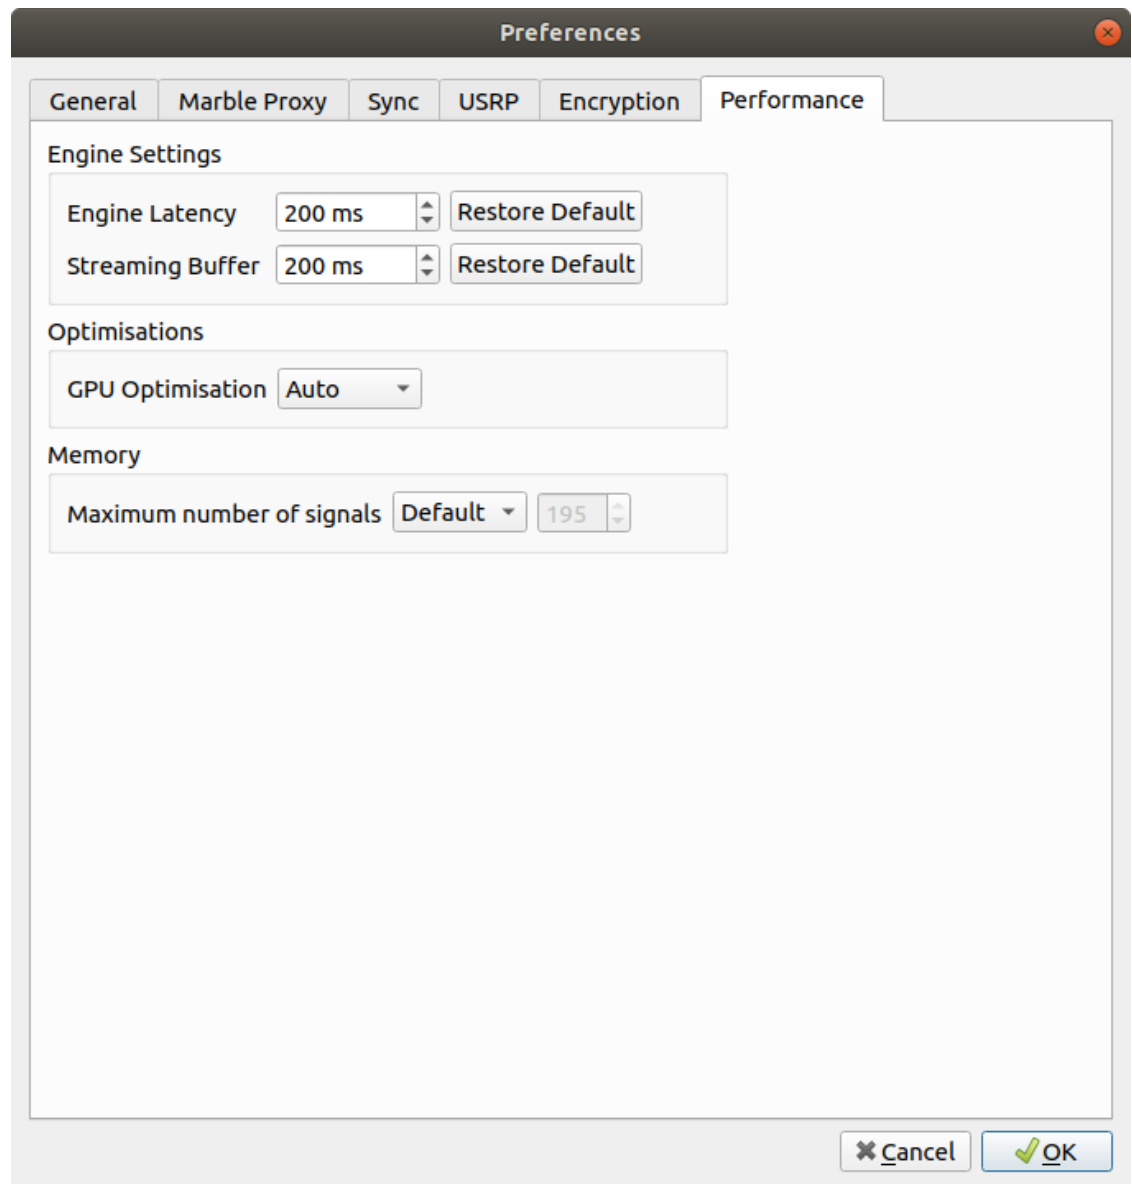 Preferences
General Marble Proxy Sync USRP Encryption Performance
Engine Settings
Engine Latency 200 ms Restore Default
Streaming Buffer 200 ms Restore Default
Optimisations
GPU Optimisation Auto
Memory
Maximum number of signals Default 195
Cancel OK